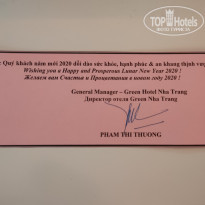 TOP HOTELS
Quý khách năm mới 2020 dồi dào sức khỏe, hạnh phúc & an khang thịnh vượng
Wishing you a Happy and Prosperous Lunar New Year 2020 !
Желаем вам Счастья и Процветания в новом году 2020 !
General Manager – Green Hotel Nha Trang
Директор отеля Green Nha Trang
PHAM THI THUONG